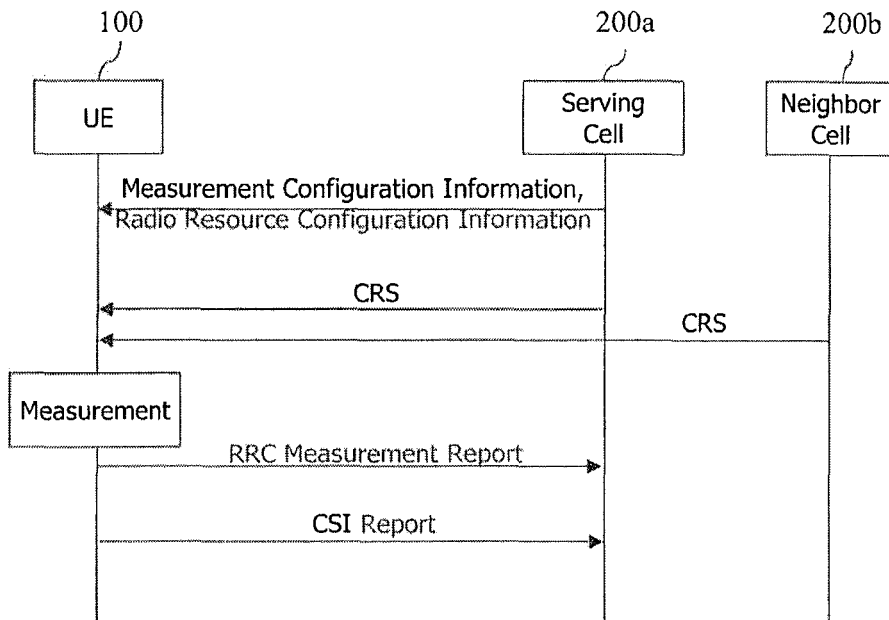 100
200a
200b
UE
Serving
Cell
Neighbor
Cell
Measurement Configuration Information,
Radio Resource Configuration Information
CRS
CRS
Measurement
RRC Measurement Report
CSI Report